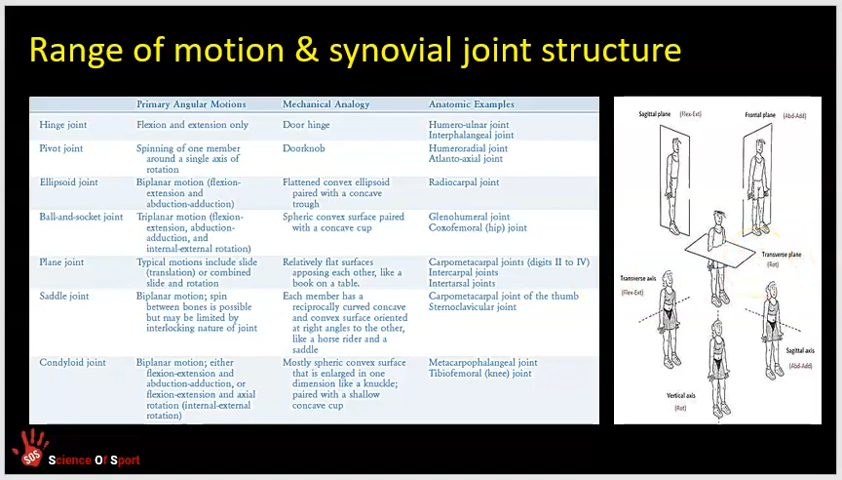 Range of motion & synovial joint structure
Primary Angular Motions Mechanical Analogy Anatomic Examples
Hinge joint Flexion and extension only Door hinge Humero-ulnar joint
Interphalangeal joint
Pivot joint Spinning of one member Doorknob Humeroradial joint
around a single axis of Atlanto-axial joint
rotation
Ellipsoid joint Biplanar motion (flexion- Flattened convex ellipsoid Radiocarpal joint
extension and paired with a concave
abduction-adduction) trough
Ball-and-socket joint Triplanar motion (flexion- Spheric convex surface paired Glenohumeral joint
extension, abduction- with a concave cup Coxofemoral (hip) joint
adduction, and
internal-external rotation)
Plane joint Typical motions include slide Relatively flat surfaces Carpometacarpal joints (digits II to IV)
(translation) or combined apposing each other, like a Intercarpal joints
slide and rotation book on a table. Intertarsal joints
Saddle joint Biplanar motion; spin Each member has a Carpometacarpal joint of the thumb
between bones is possible reciprocally curved concave Sternoclavicular joint
but may be limited by and convex surface oriented
interlocking nature of joint at right angles to the other,
like a horse rider and a
saddle
Condyloid joint Biplanar motion; either Mostly spheric convex surface Metacarpophalangeal joint
flexion-extension and that is enlarged in one Tibiofemoral (knee) joint
abduction-adduction, or dimension like a knuckle;
flexion-extension and axial paired with a shallow
rotation (internal-external concave cup
rotation)
Sagittal plane (Flex-Ext) Frontal plane (Abd-Add)
Transverse plane
(Rot)
Transverse axis
(Flex-Ext)
Sagittal axis
(Abd-Add)
Vertical axis
(Rot)
SOS Science Of Sport